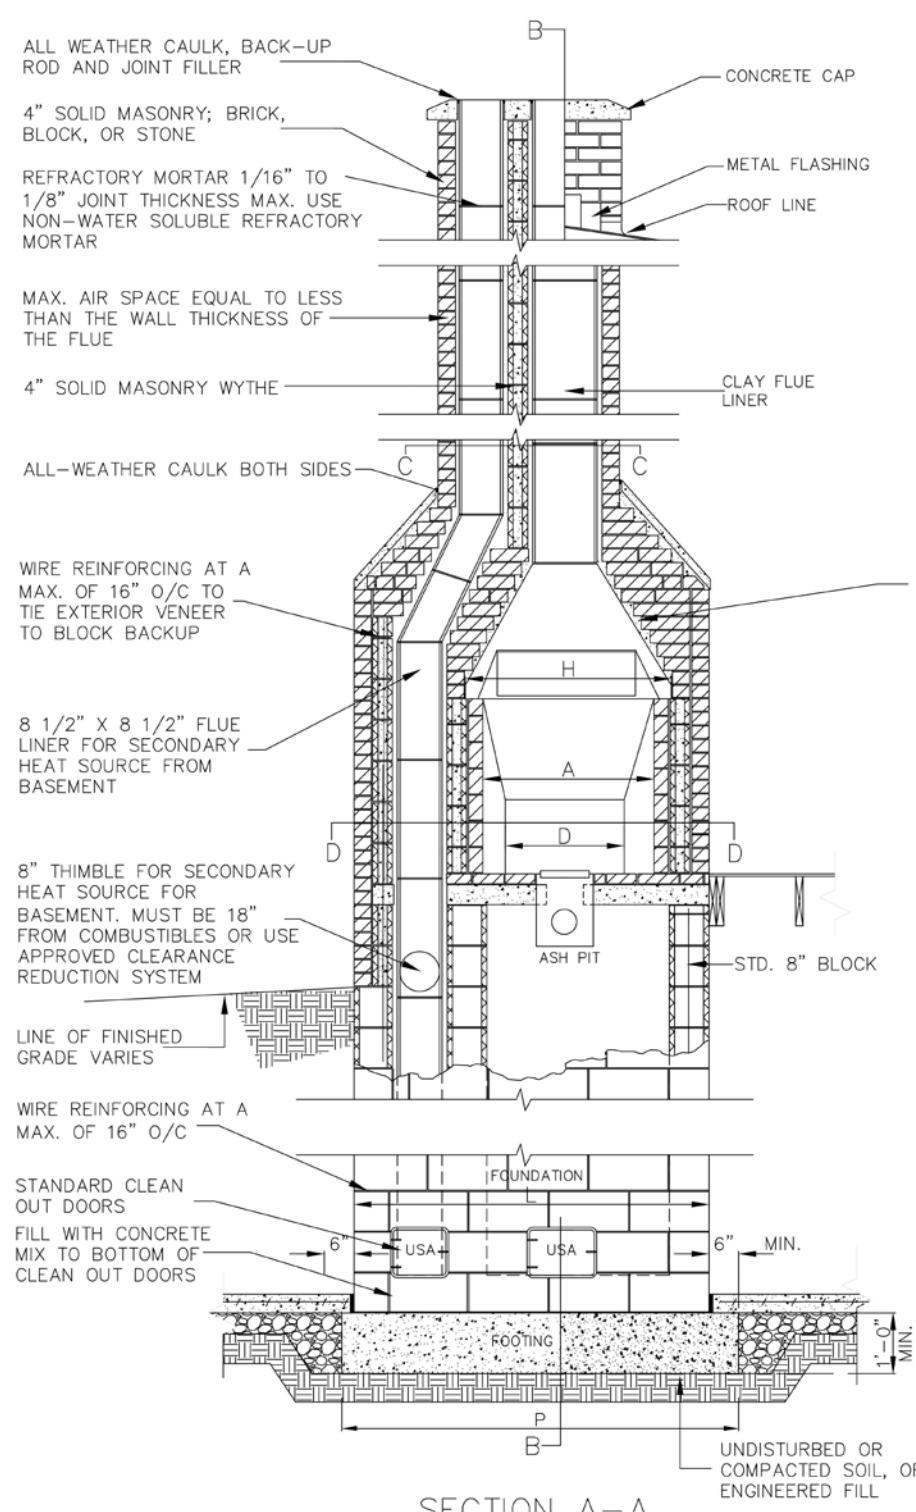 B
ALL WEATHER CAULK, BACK-UP
ROD AND JOINT FILLER
CONCRETE CAP
4" SOLID MASONRY; BRICK,
BLOCK, OR STONE
METAL FLASHING
REFRACTORY MORTAR 1/16" TO
1/8" JOINT THICKNESS MAX. USE
NON-WATER SOLUBLE REFRACTORY
MORTAR
ROOF LINE
MAX. AIR SPACE EQUAL TO LESS
THAN THE WALL THICKNESS OF
THE FLUE
4" SOLID MASONRY WYTHE
CLAY FLUE
LINER
C
C
ALL-WEATHER CAULK BOTH SIDES
WIRE REINFORCING AT A
MAX. OF 16" O/C TO
TIE EXTERIOR VENEER
TO BLOCK BACKUP
H
8 1/2" X 8 1/2" FLUE
LINER FOR SECONDARY
HEAT SOURCE FROM
BASEMENT
A
D
D
D
8" THIMBLE FOR SECONDARY
HEAT SOURCE FOR
BASEMENT. MUST BE 18"
FROM COMBUSTIBLES OR USE
APPROVED CLEARANCE
REDUCTION SYSTEM
ASH PIT
STD. 8" BLOCK
LINE OF FINISHED
GRADE VARIES
WIRE REINFORCING AT A
MAX. OF 16" O/C
FOUNDATION
L
STANDARD CLEAN
OUT DOORS
FILL WITH CONCRETE
MIX TO BOTTOM OF
CLEAN OUT DOORS
6"
USA
USA
6"
MIN.
FOOTING
1'-0"
MIN.
P
B
UNDISTURBED OR
COMPACTED SOIL, OR
ENGINEERED FILL
SECTION A-A